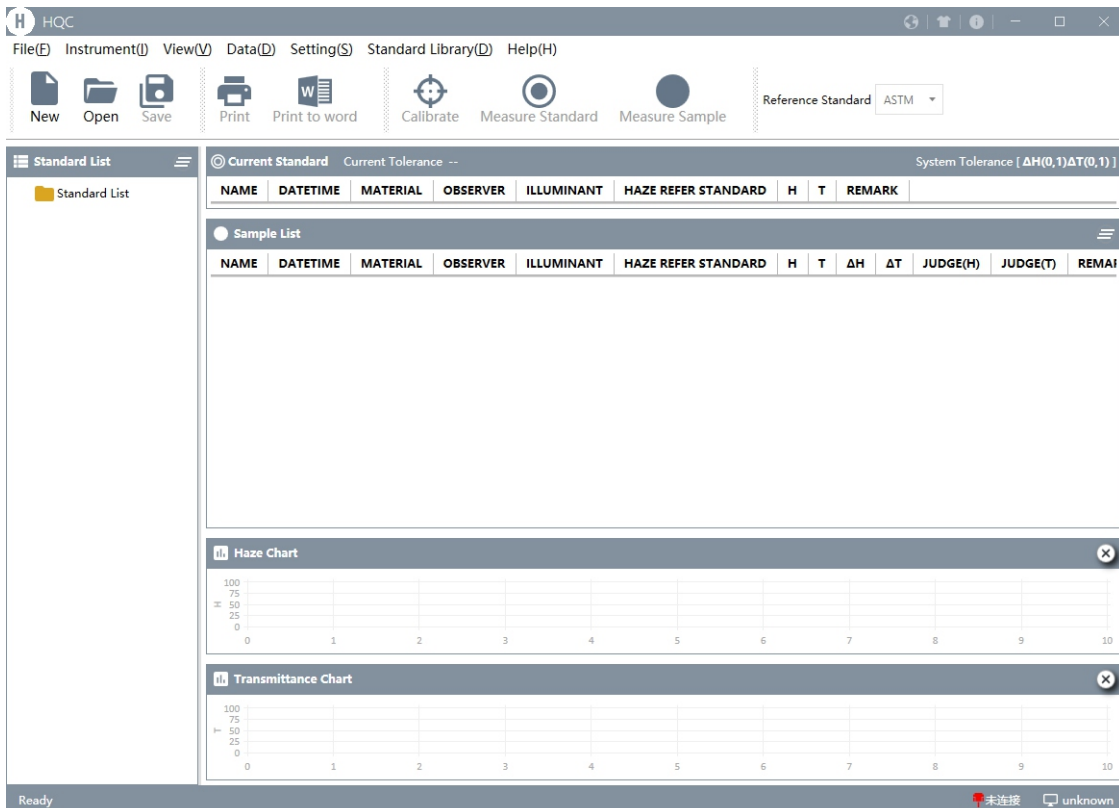 H HQC
File(F) Instrument(I) View(V) Data(D) Setting(S) Standard Library(D) Help(H)
New Open Save Print Print to word Calibrate Measure Standard Measure Sample Reference Standard ASTM
Standard List
Standard List
Current Standard Current Tolerance -- System Tolerance [ ΔH(0,1)ΔT(0,1) ]
NAME DATETIME MATERIAL OBSERVER ILLUMINANT HAZE REFER STANDARD H T REMARK
Sample List
NAME DATETIME MATERIAL OBSERVER ILLUMINANT HAZE REFER STANDARD H T ΔH ΔT JUDGE(H) JUDGE(T) REMAR
Haze Chart
100
75
H 50
25
0
0 1 2 3 4 5 6 7 8 9 10
Transmittance Chart
100
75
T 50
25
0
0 1 2 3 4 5 6 7 8 9 10
Ready 未连接 unknown